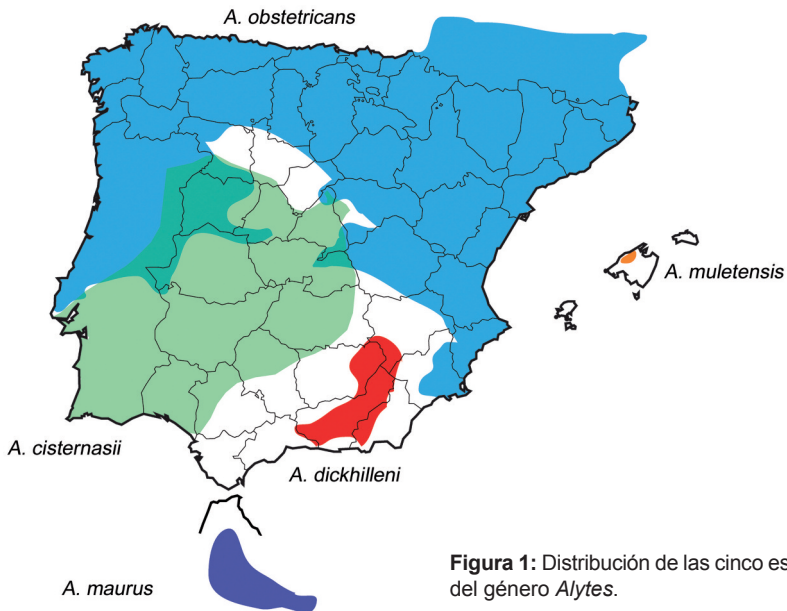 A. obstetricans
A. muletensis
A. cisternasii
A. dickhilleni
A. maurus
Figura 1: Distribución de las cinco es
del género Alytes.